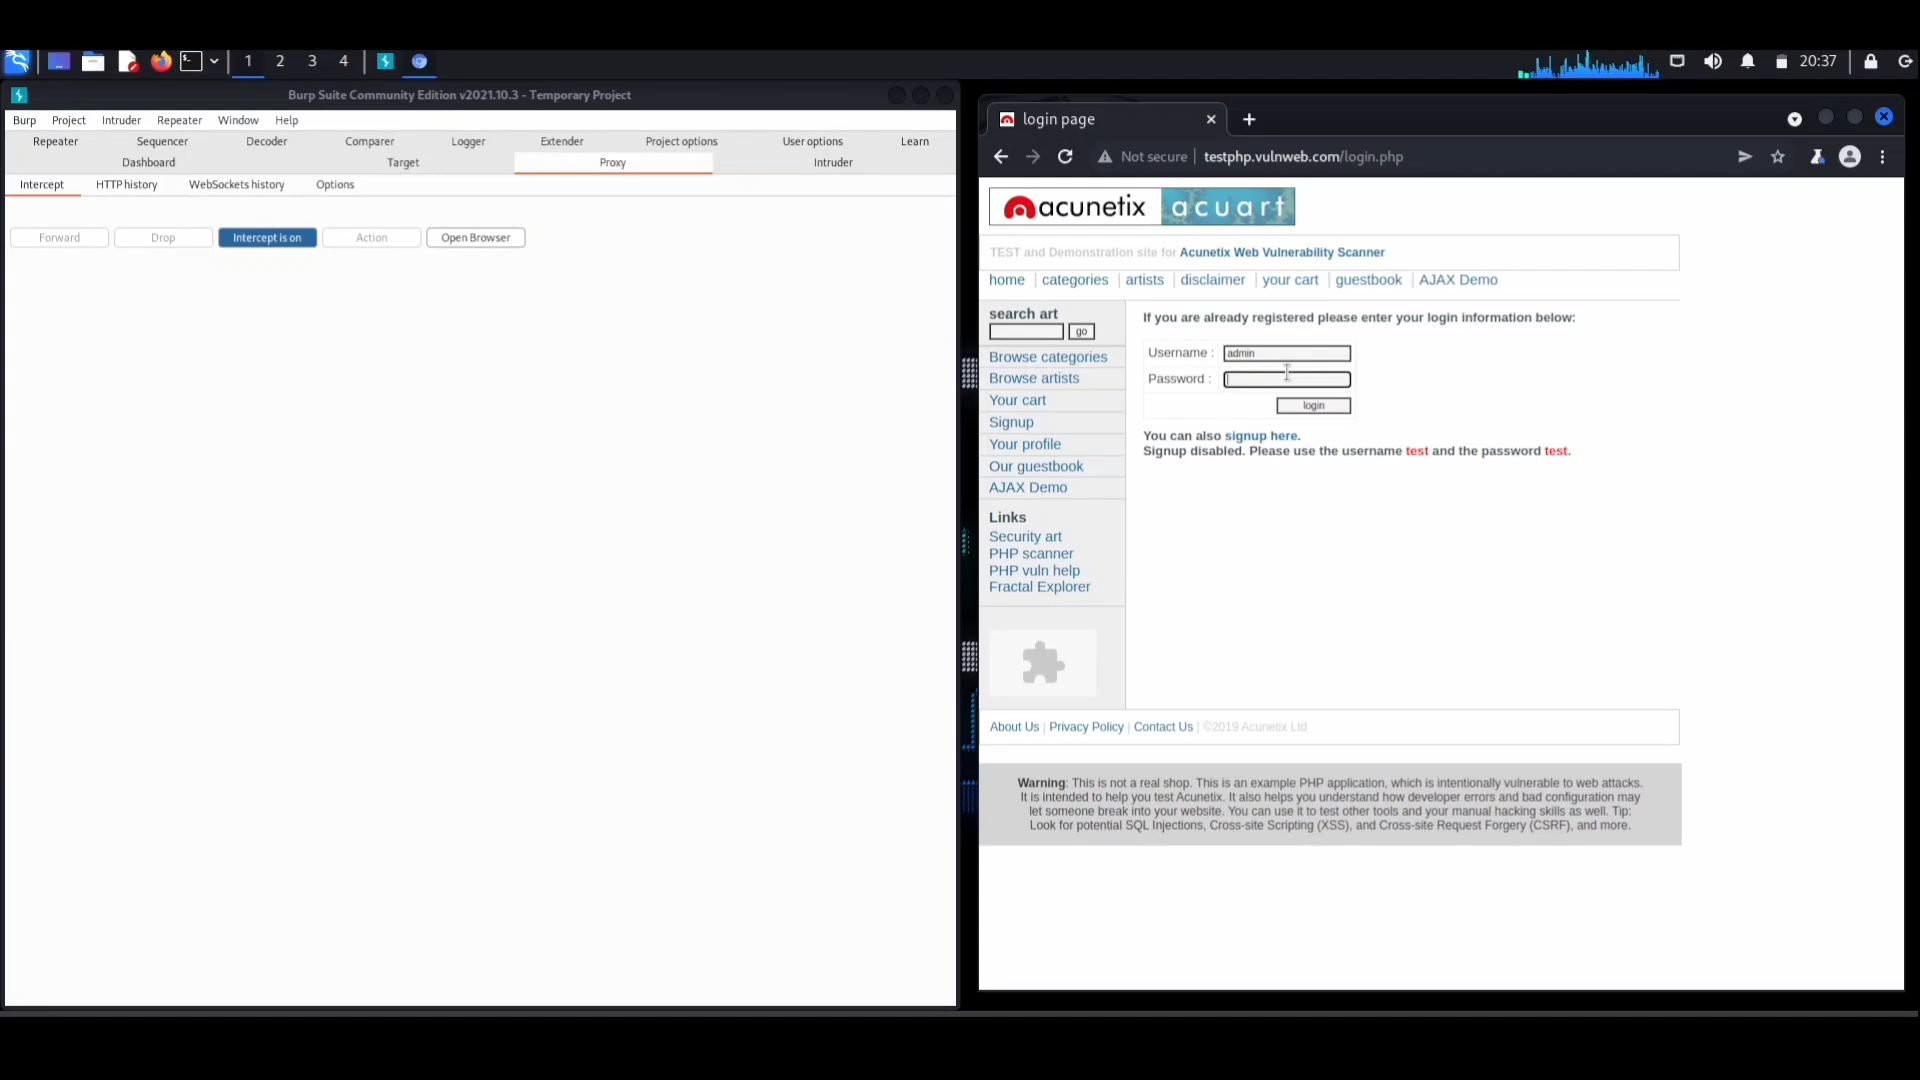 1 2 3 4 20:37
Burp Suite Community Edition v2021.10.3 - Temporary Project
Burp Project Intruder Repeater Window Help
Repeater Sequencer Decoder Comparer Logger Extender Project options User options Learn
Dashboard Target Proxy Intruder
Intercept HTTP history WebSockets history Options
Forward Drop Intercept is on Action Open Browser
login page
Not secure testphp.vulnweb.com/login.php
acunetix acuart
TEST and Demonstration site for Acunetix Web Vulnerability Scanner
home | categories | artists | disclaimer | your cart | guestbook | AJAX Demo
search art
go
Browse categories
Browse artists
Your cart
Signup
Your profile
Our guestbook
AJAX Demo
Links
Security art
PHP scanner
PHP vuln help
Fractal Explorer
If you are already registered please enter your login information below:
Username : admin
Password :
login
You can also signup here.
Signup disabled. Please use the username test and the password test.
About Us | Privacy Policy | Contact Us | ©2019 Acunetix Ltd
Warning: This is not a real shop. This is an example PHP application, which is intentionally vulnerable to web attacks.
It is intended to help you test Acunetix. It also helps you understand how developer errors and bad configuration may
let someone break into your website. You can use it to test other tools and your manual hacking skills as well. Tip:
Look for potential SQL Injections, Cross-site Scripting (XSS), and Cross-site Request Forgery (CSRF), and more.